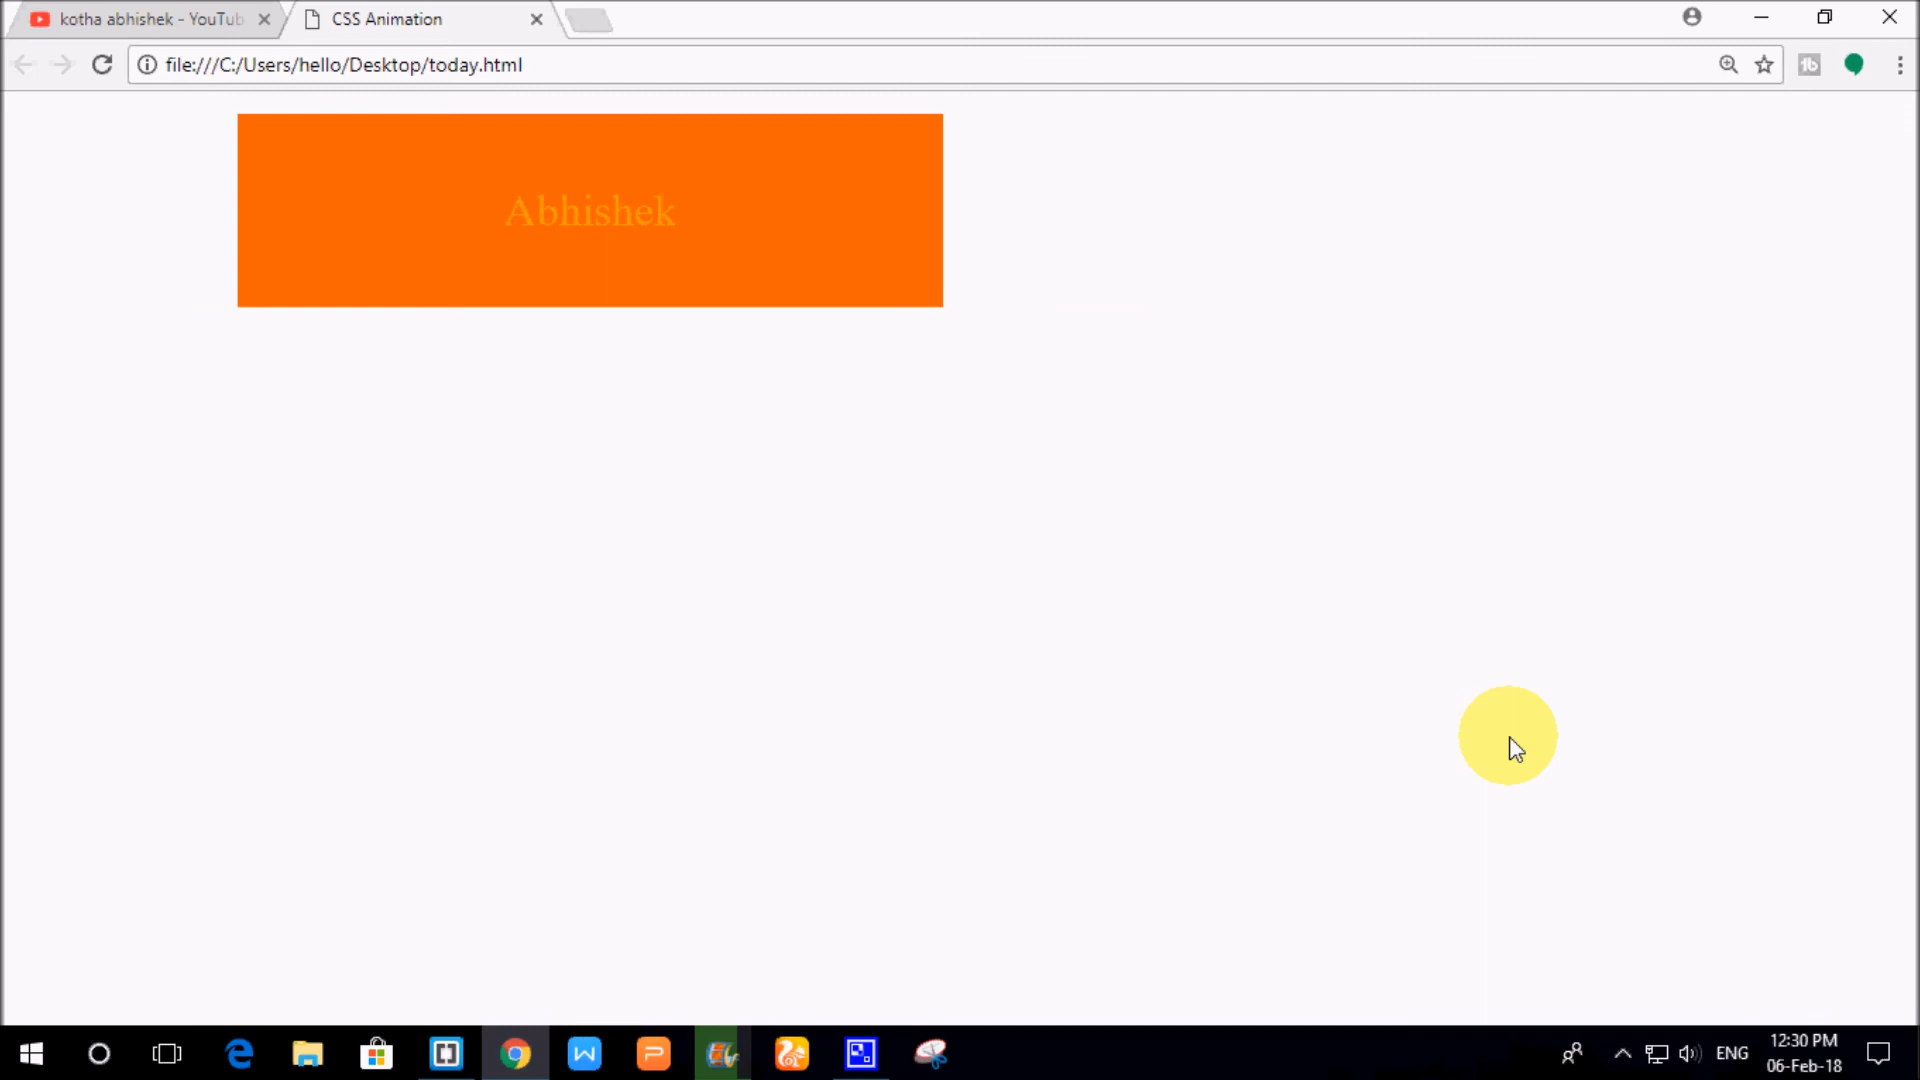 kotha abhishek - YouTub
CSS Animation
file:///C:/Users/hello/Desktop/today.html
Abhishek
ENG
12:30 PM
06-Feb-18